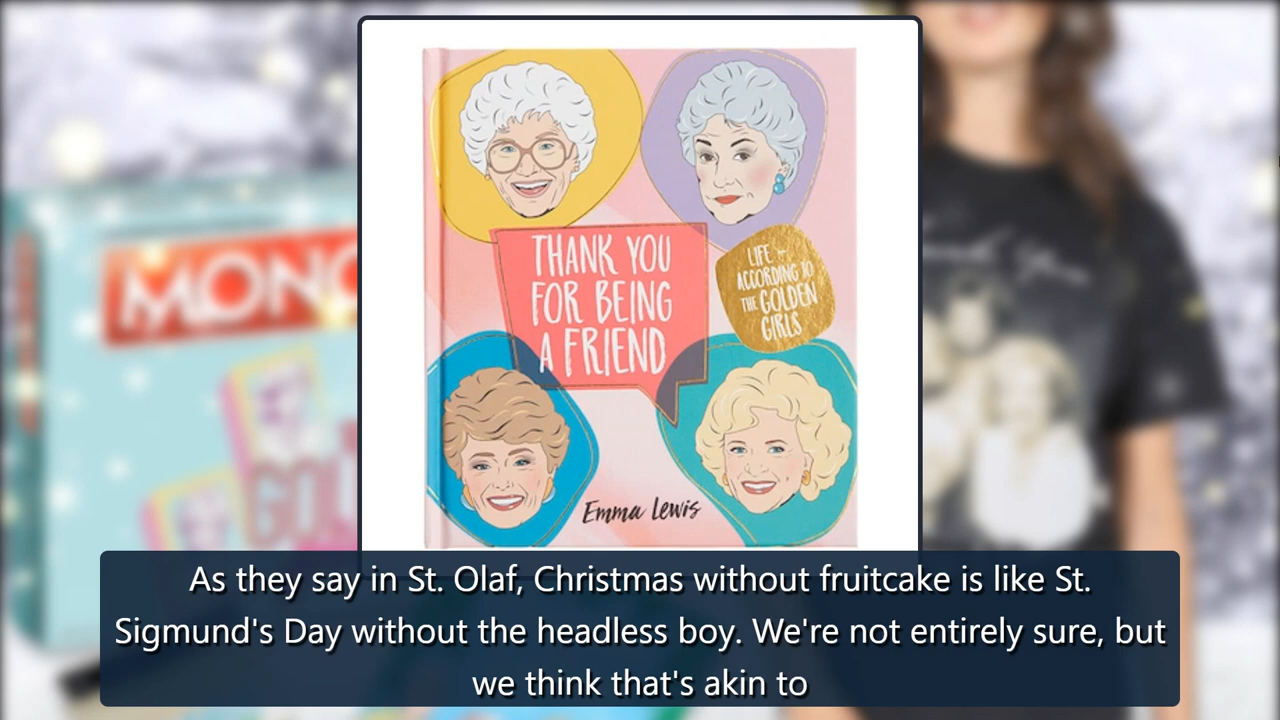 THANK YOU
FOR BEING
A FRIEND
LIFE
ACCORDING TO
THE GOLDEN
GIRLS
MONO
GOL
Emma Lewis
As they say in St. Olaf, Christmas without fruitcake is like St.
Sigmund's Day without the headless boy. We're not entirely sure, but
we think that's akin to